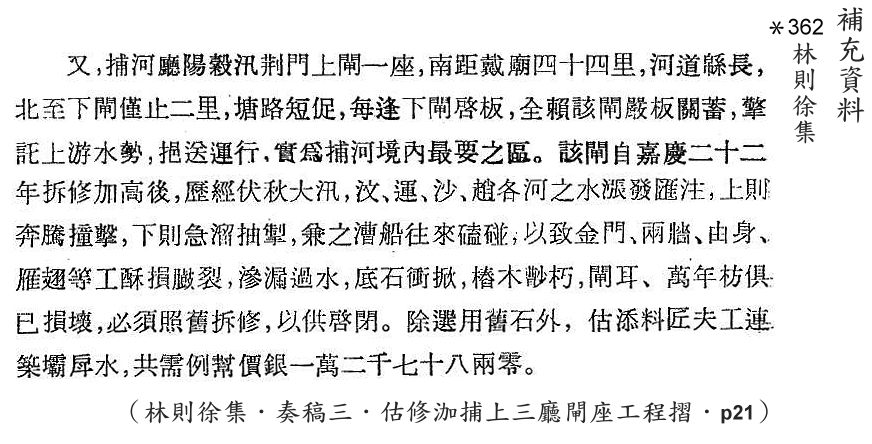 補充資料
*362
林則徐集
又，捕河廳陽穀汛荆門上閘一座，南距戴廟四十四里，河道緜長，
北至下閘僅止二里，塘路短促，每逢下閘啓板，全賴該閘嚴板關蓄，擎
託上游水勢，挹送運行，實爲捕河境內最要之區。該閘自嘉慶二十二
年拆修加高後，歷經伏秋大汛，汶、運、沙、趙各河之水漲發匯注，上則
奔騰撞擊，下則急溜抽掣，兼之漕船往來磕碰，以致金門、兩牆、由身、
雁翅等工酥損臌裂，滲漏過水，底石衝掀，樁木朽，閘耳、萬年枋俱
已損壞，必須照舊拆修，以供啓閉。除選用舊石外，估添料匠夫工連
築壩戽水，共需例幫價銀一萬二千七十八兩零。
（林則徐集·奏稿三·估修泇捕上三廳閘座工程摺·p21）